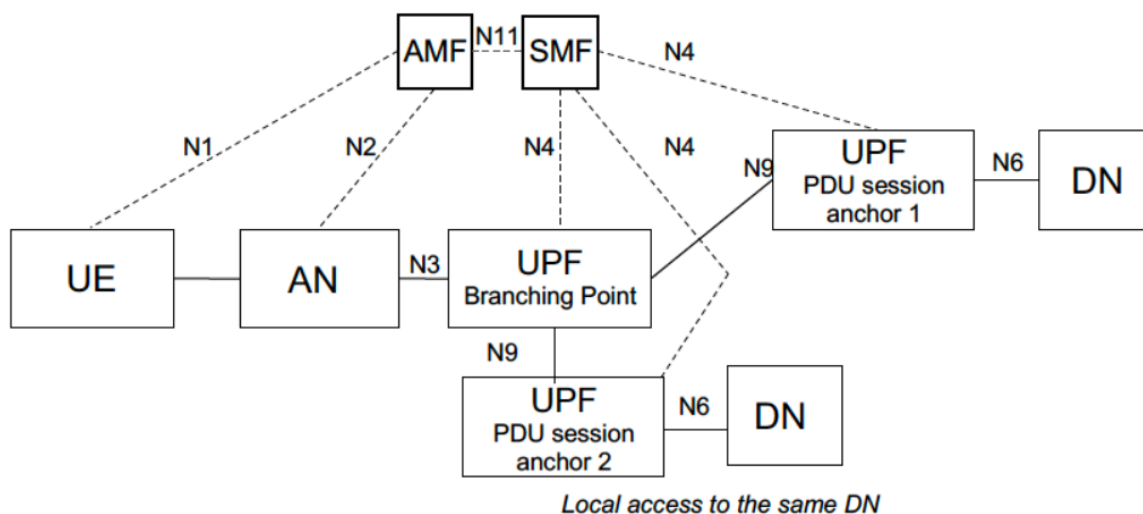 AMF
N11
SMF
N4
N1
N2
N4
N4
UPF
PDU session
anchor 1
N9
N6
DN
UE
AN
N3
UPF
Branching Point
N9
UPF
PDU session
anchor 2
N6
DN
Local access to the same DN